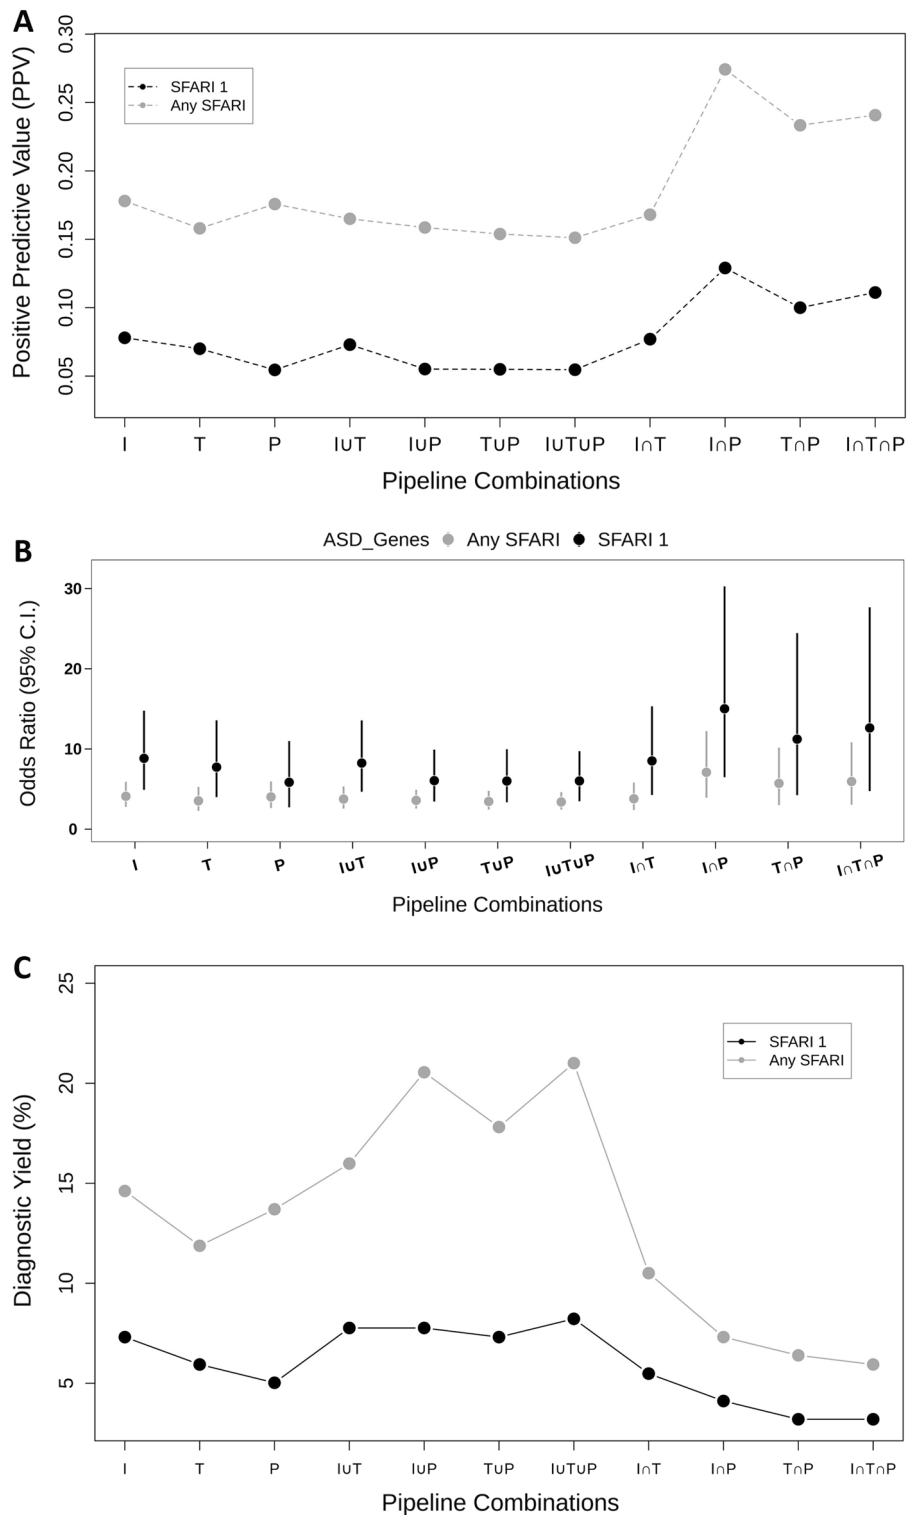 A
Positive Predictive Value (PPV)
0.30
0.25
0.20
0.15
0.10
0.05
SFARI 1
Any SFARI
I T P I∪T I∪P T∪P I∪T∪P I∩T I∩P T∩P I∩T∩P
Pipeline Combinations
B
ASD_Genes Any SFARI SFARI 1
Odds Ratio (95% C.I.)
30
20
10
0
I T P I∪T I∪P T∪P I∪T∪P I∩T I∩P T∩P I∩T∩P
Pipeline Combinations
C
Diagnostic Yield (%)
25
20
15
10
5
SFARI 1
Any SFARI
I T P I∪T I∪P T∪P I∪T∪P I∩T I∩P T∩P I∩T∩P
Pipeline Combinations